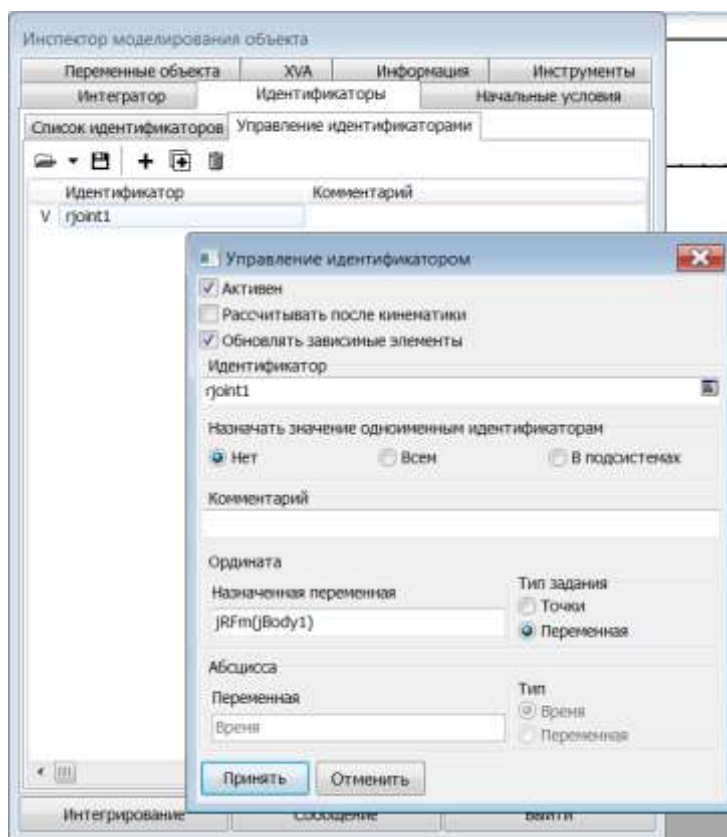 Инспектор моделирования объекта
Переменные объекта XVA Информация Инструменты
Интегратор Идентификаторы Начальные условия
Список идентификаторов Управление идентификаторами
Идентификатор Комментарий
V rjoint1
Управление идентификатором
Активен
Рассчитывать после кинематики
Обновлять зависимые элементы
Идентификатор
rjoint1
Назначать значение одноименным идентификаторам
Нет Всем В подсистемах
Комментарий
Ордината
Назначенная переменная
jRFm(jBody1)
Тип задания
Точки
Переменная
Абсцисса
Переменная
Время
Тип
Время
Переменная
Принять Отменить
Интегрирование Сообщение Выйти